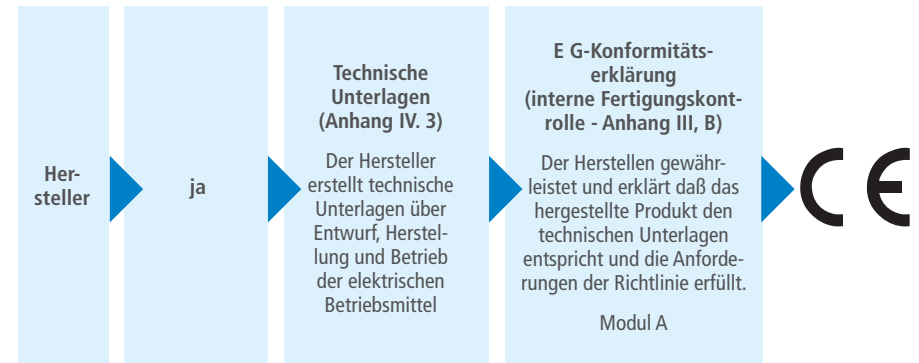 Her-
steller
ja
Technische
Unterlagen
(Anhang IV. 3)
Der Hersteller
erstellt technische
Unterlagen über
Entwurf, Herstel-
lung und Betrieb
der elektrischen
Betriebsmittel
E G-Konformitäts-
erklärung
(interne Fertigungskont-
rolle - Anhang III, B)
Der Herstellen gewähr-
leistet und erklärt daß das
hergestellte Produkt den
technischen Unterlagen
entspricht und die Anforde-
rungen der Richtlinie erfüllt.
Modul A
CE